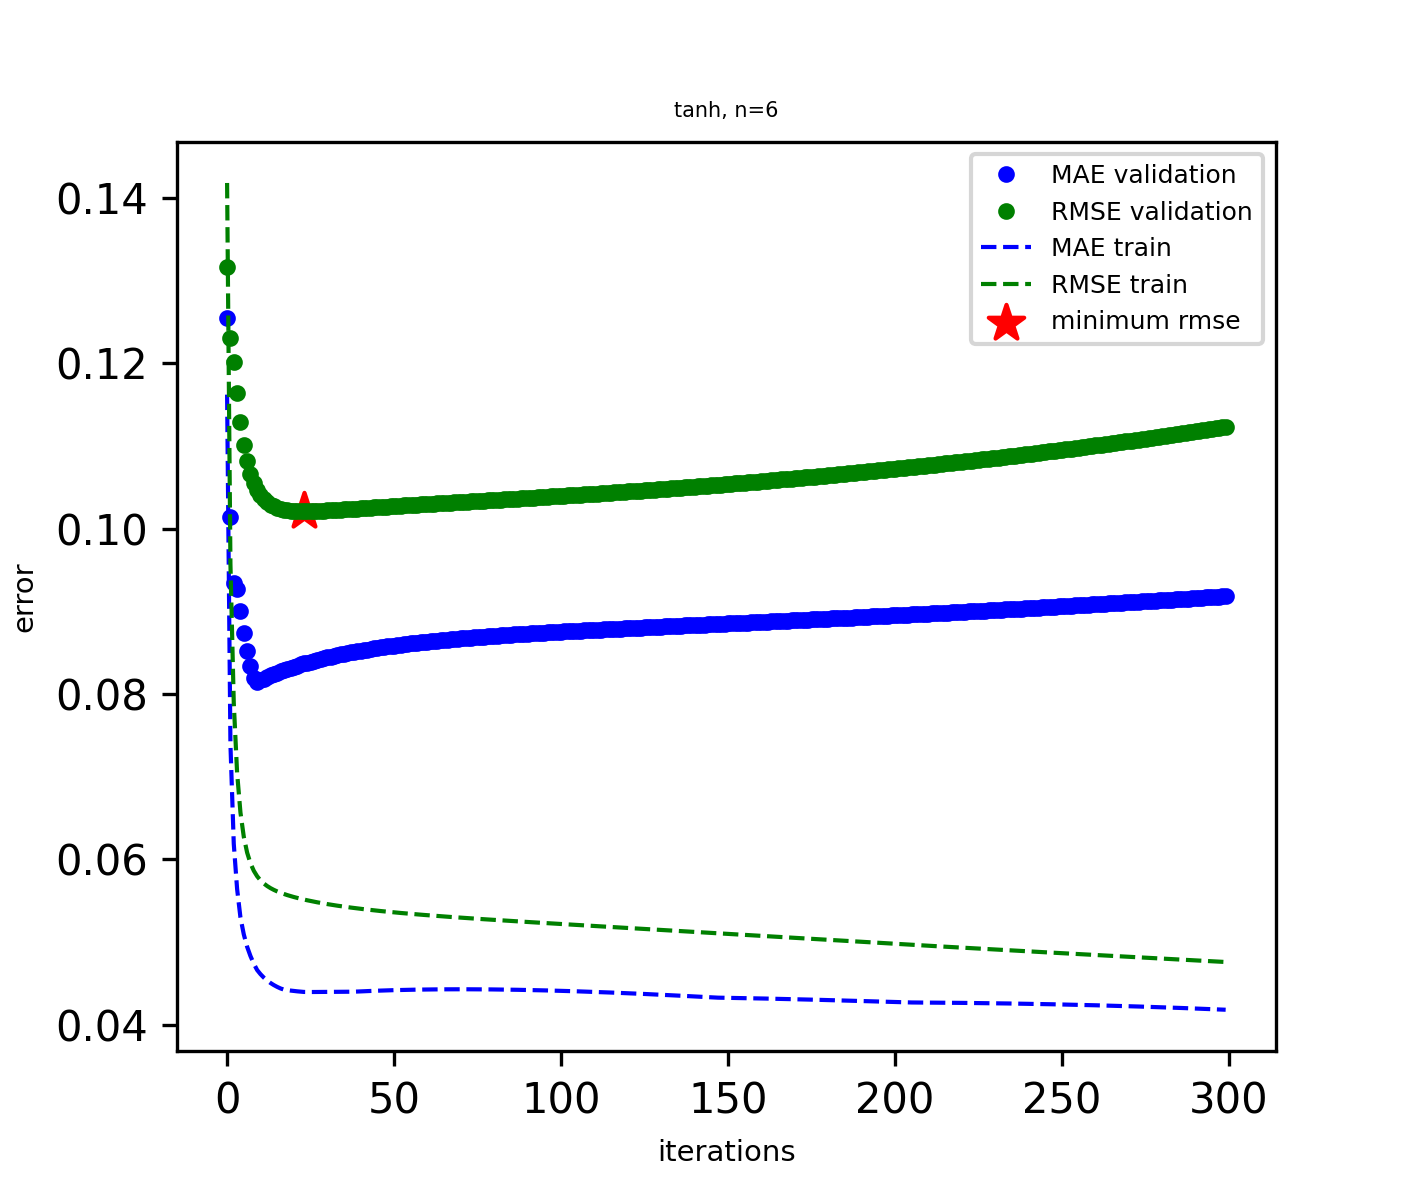 tanh, n=6
MAE validation
RMSE validation
MAE train
RMSE train
minimum rmse
error
0.14
0.12
0.10
0.08
0.06
0.04
0 50 100 150 200 250 300
iterations